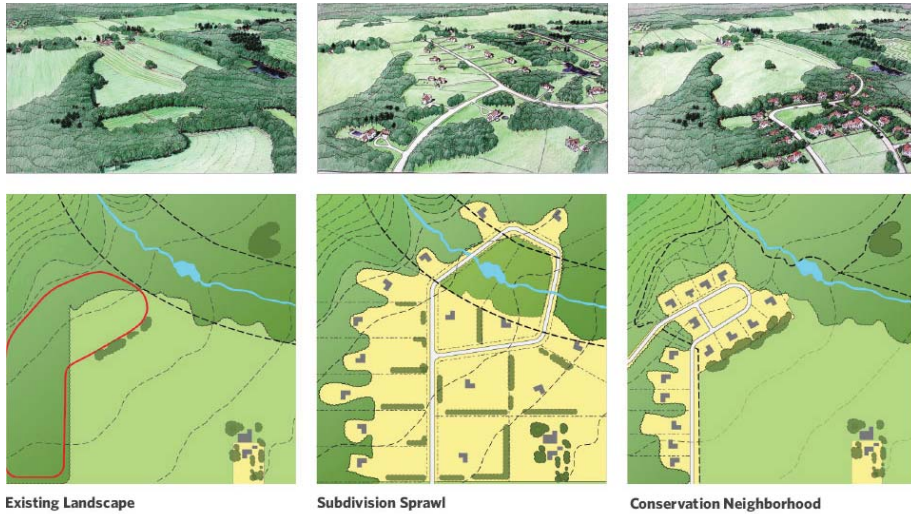 Existing Landscape
Subdivision Sprawl
Conservation Neighborhood